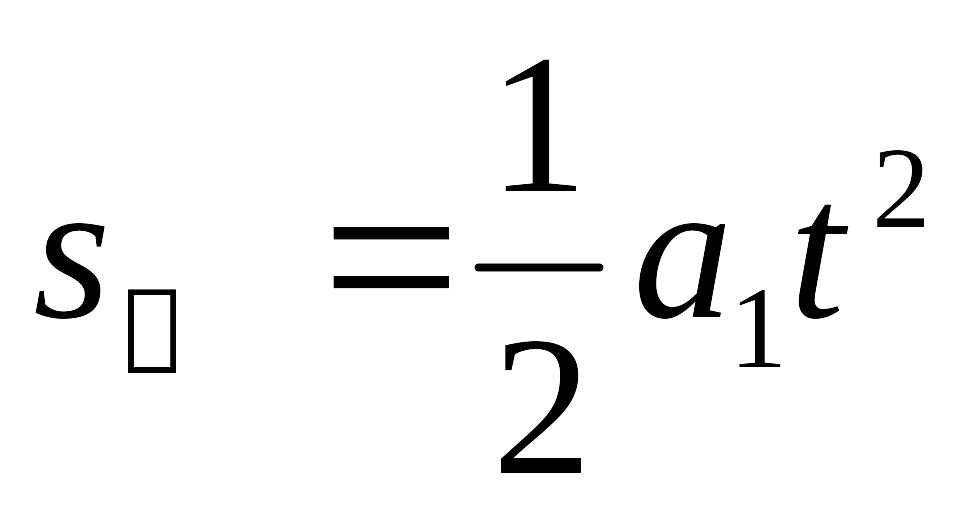 s▯ = 1/2 a₁t²